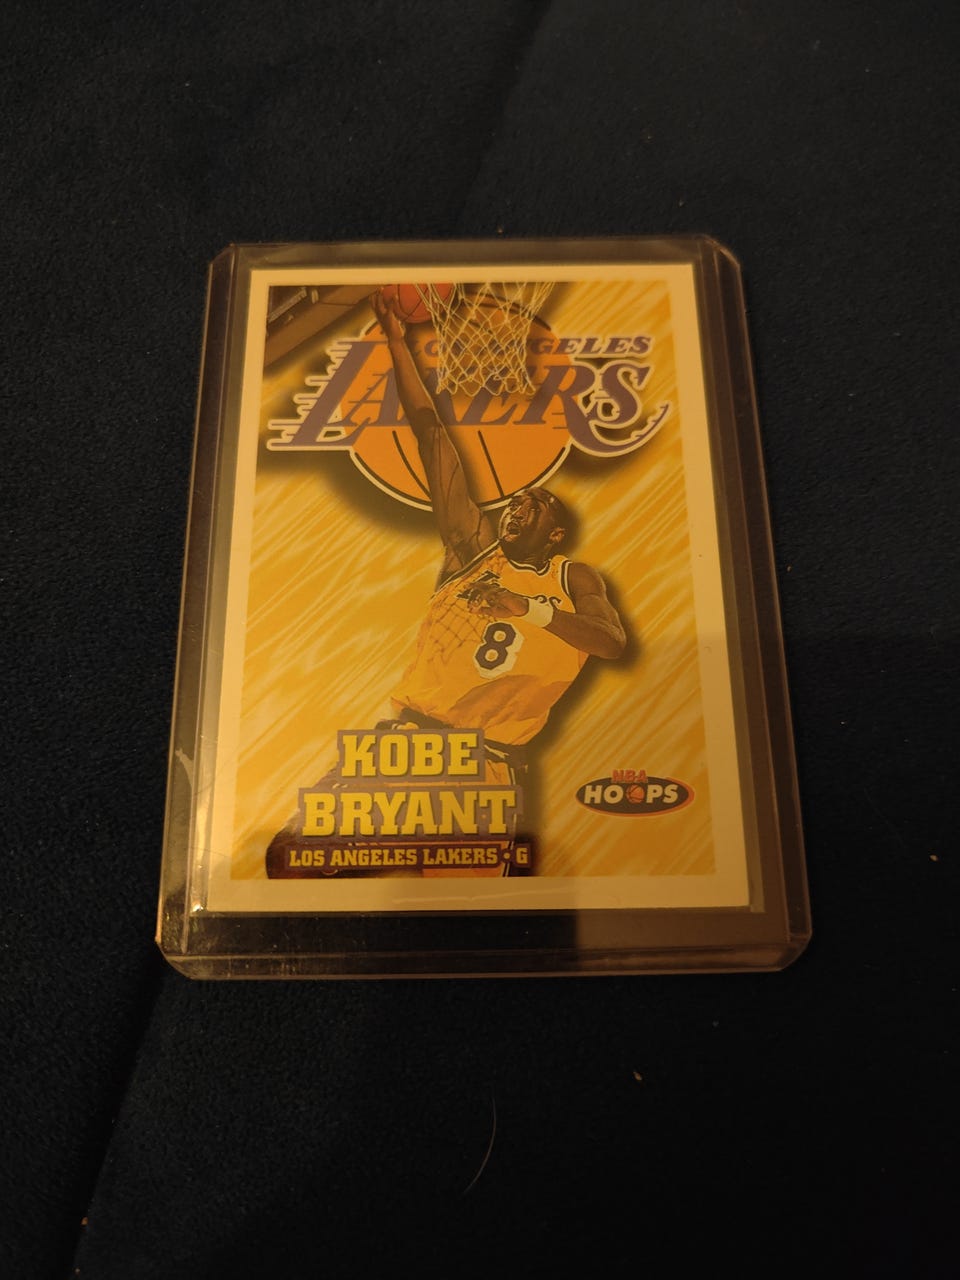 LOS ANGELES
LAKERS
8
KOBE
BRYANT
LOS ANGELES LAKERS • G
NBA
HOOPS